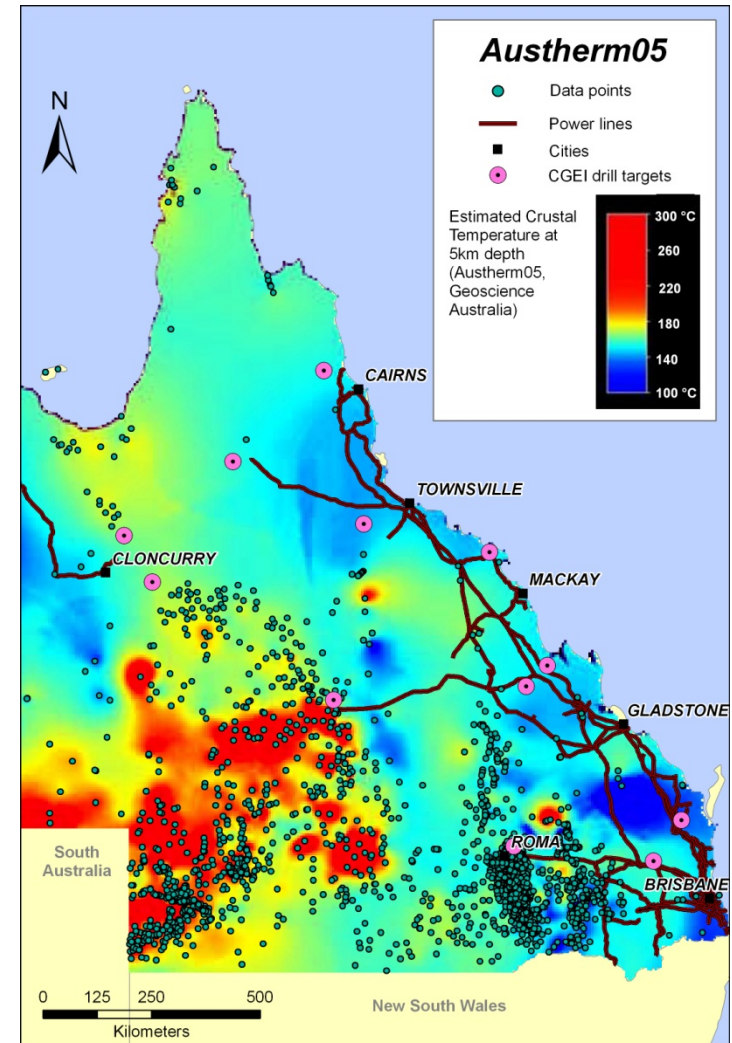 Austherm05
N
Data points
Power lines
Cities
CGEI drill targets
Estimated Crustal
Temperature at
5km depth
(Austherm05,
Geoscience
Australia)
300 °C
260
220
180
140
100 °C
CAIRNS
TOWNSVILLE
CLONCURRY
MACKAY
GLADSTONE
ROMA
South
Australia
BRISBANE
0 125 250 500
Kilometers
New South Wales